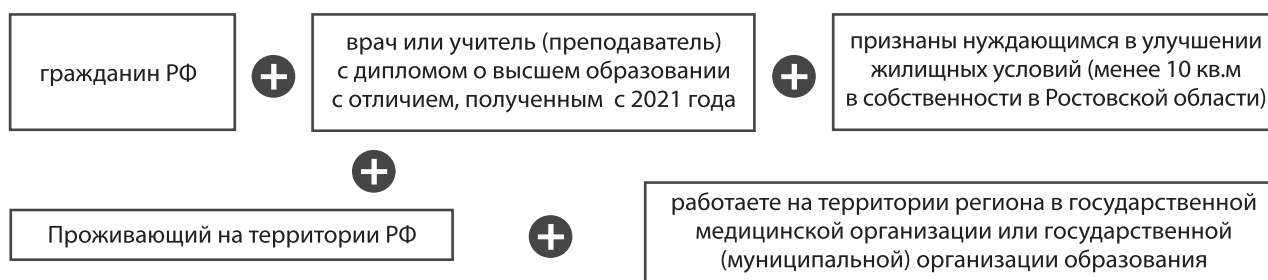 гражданин РФ
врач или учитель (преподаватель)
с дипломом о высшем образовании
с отличием, полученным с 2021 года
признаны нуждающимся в улучшении
жилищных условий (менее 10 кв.м
в собственности в Ростовской области)
Проживающий на территории РФ
работаете на территории региона в государственной
медицинской организации или государственной
(муниципальной) организации образования